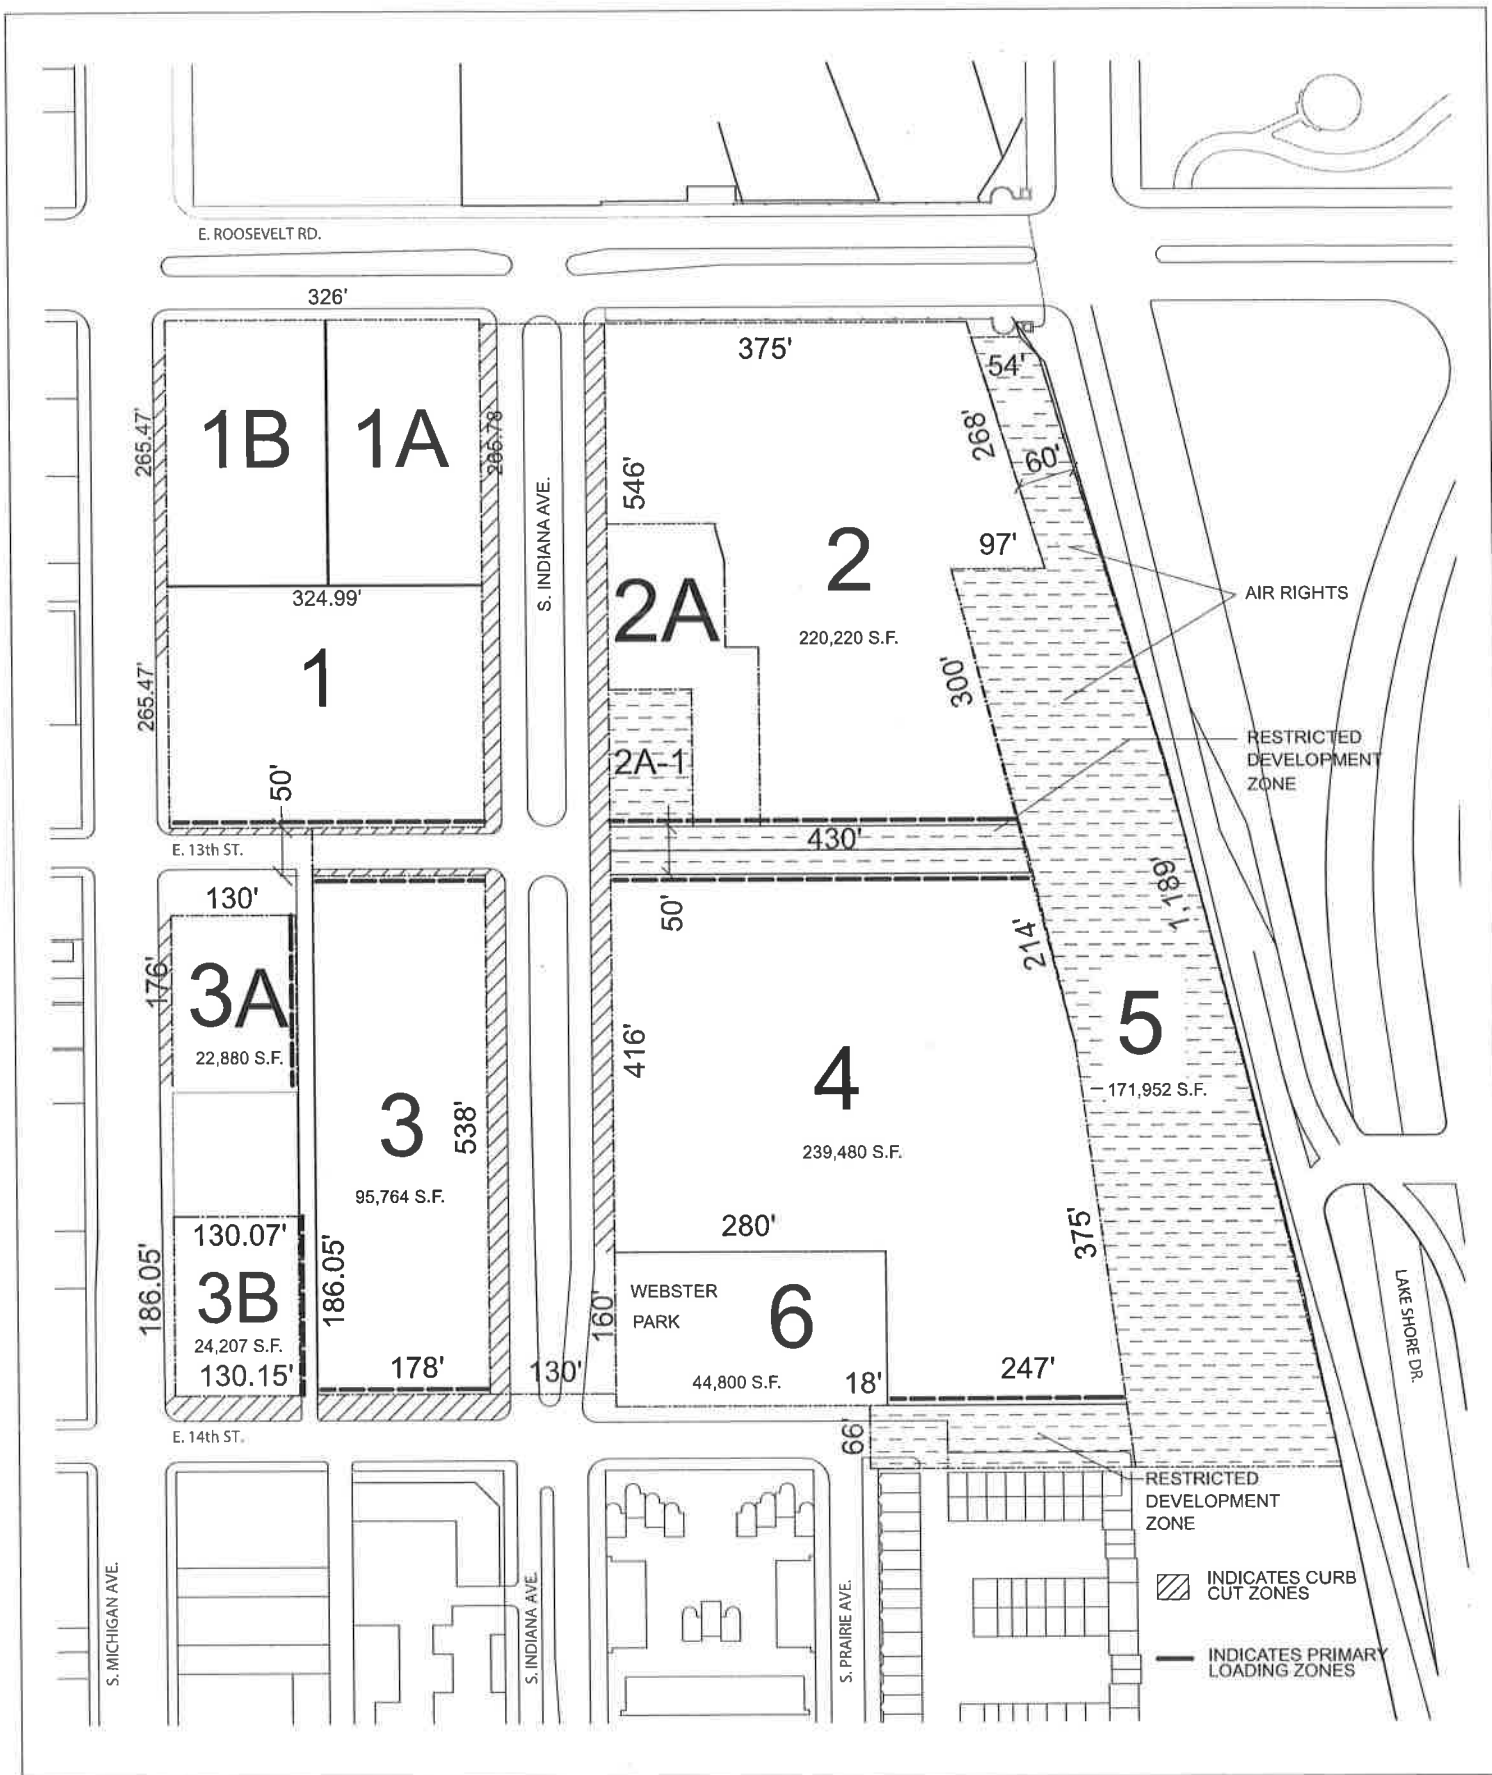 E. ROOSEVELT RD.
326'
375'
54'
265.47'
1B
1A
266.78
268'
60'
546'
S. INDIANA AVE.
2
97'
324.99'
2A
220,220 S.F.
AIR RIGHTS
1
265.47'
300'
2A-1
RESTRICTED
DEVELOPMENT
ZONE
50'
430'
E. 13th ST.
1,189'
130'
50'
214'
176'
3A
22,880 S.F.
416'
4
5
171,952 S.F.
3
538'
239,480 S.F.
95,764 S.F.
280'
375'
130.07'
186.05'
3B
24,207 S.F.
186.05'
WEBSTER
PARK
6
160'
LAKE SHORE DR.
130.15'
178'
130'
44,800 S.F.
18'
247'
E. 14th ST.
66'
RESTRICTED
DEVELOPMENT
ZONE
S. MICHIGAN AVE.
S. INDIANA AVE.
S. PRAIRIE AVE.
INDICATES CURB
CUT ZONES
INDICATES PRIMARY
LOADING ZONES